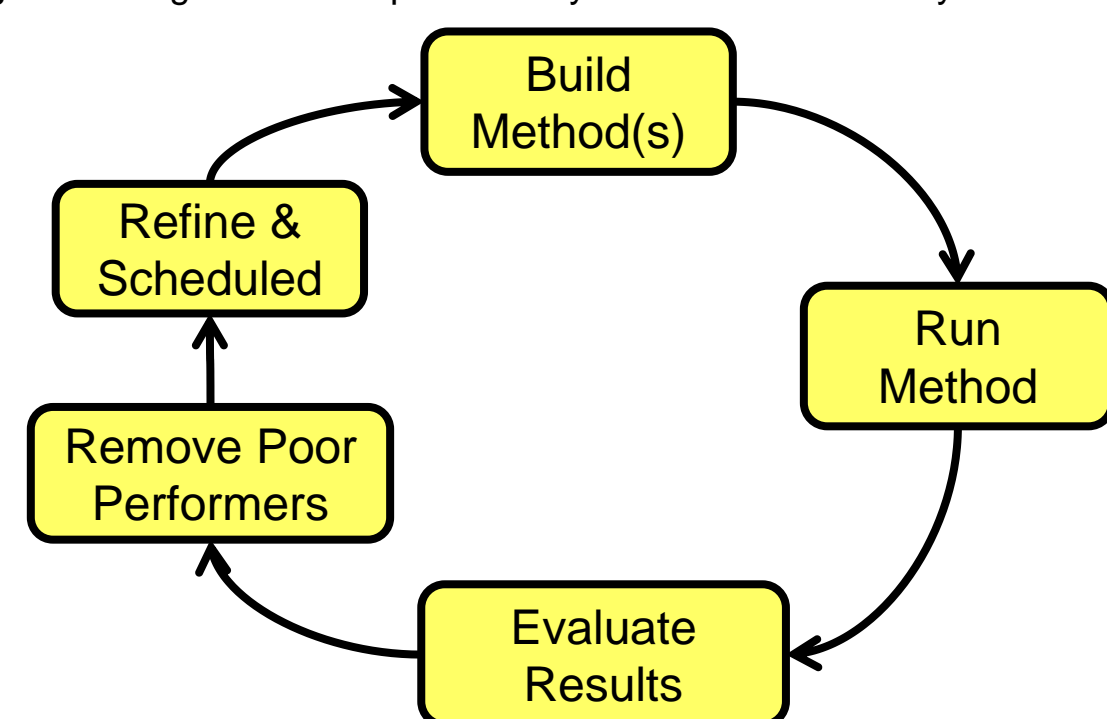 Build
Method(s)
Run
Method
Evaluate
Results
Remove Poor
Performers
Refine &
Scheduled